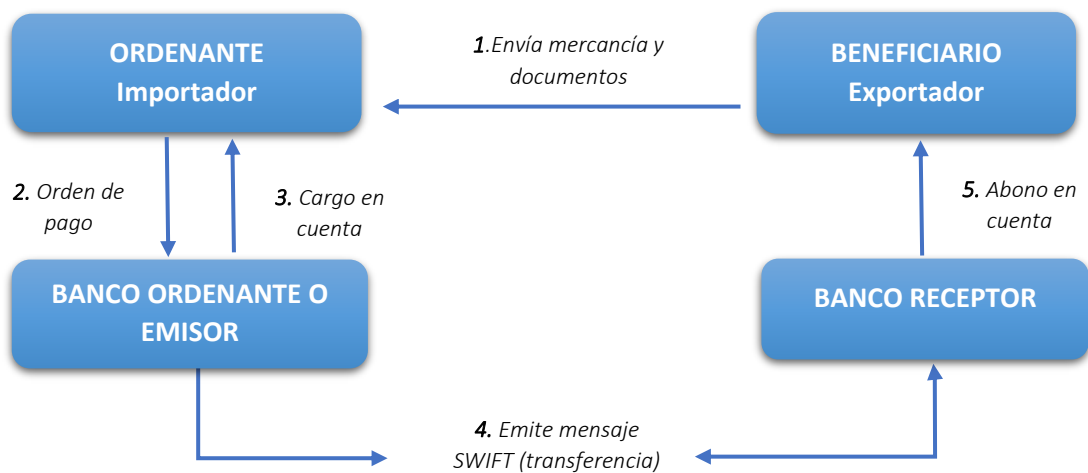 ORDENANTE
Importador
1.Envía mercancía y
documentos
BENEFICIARIO
Exportador
2. Orden de
pago
3. Cargo en
cuenta
5. Abono en
cuenta
BANCO ORDENANTE O
EMISOR
BANCO RECEPTOR
4. Emite mensaje
SWIFT (transferencia)